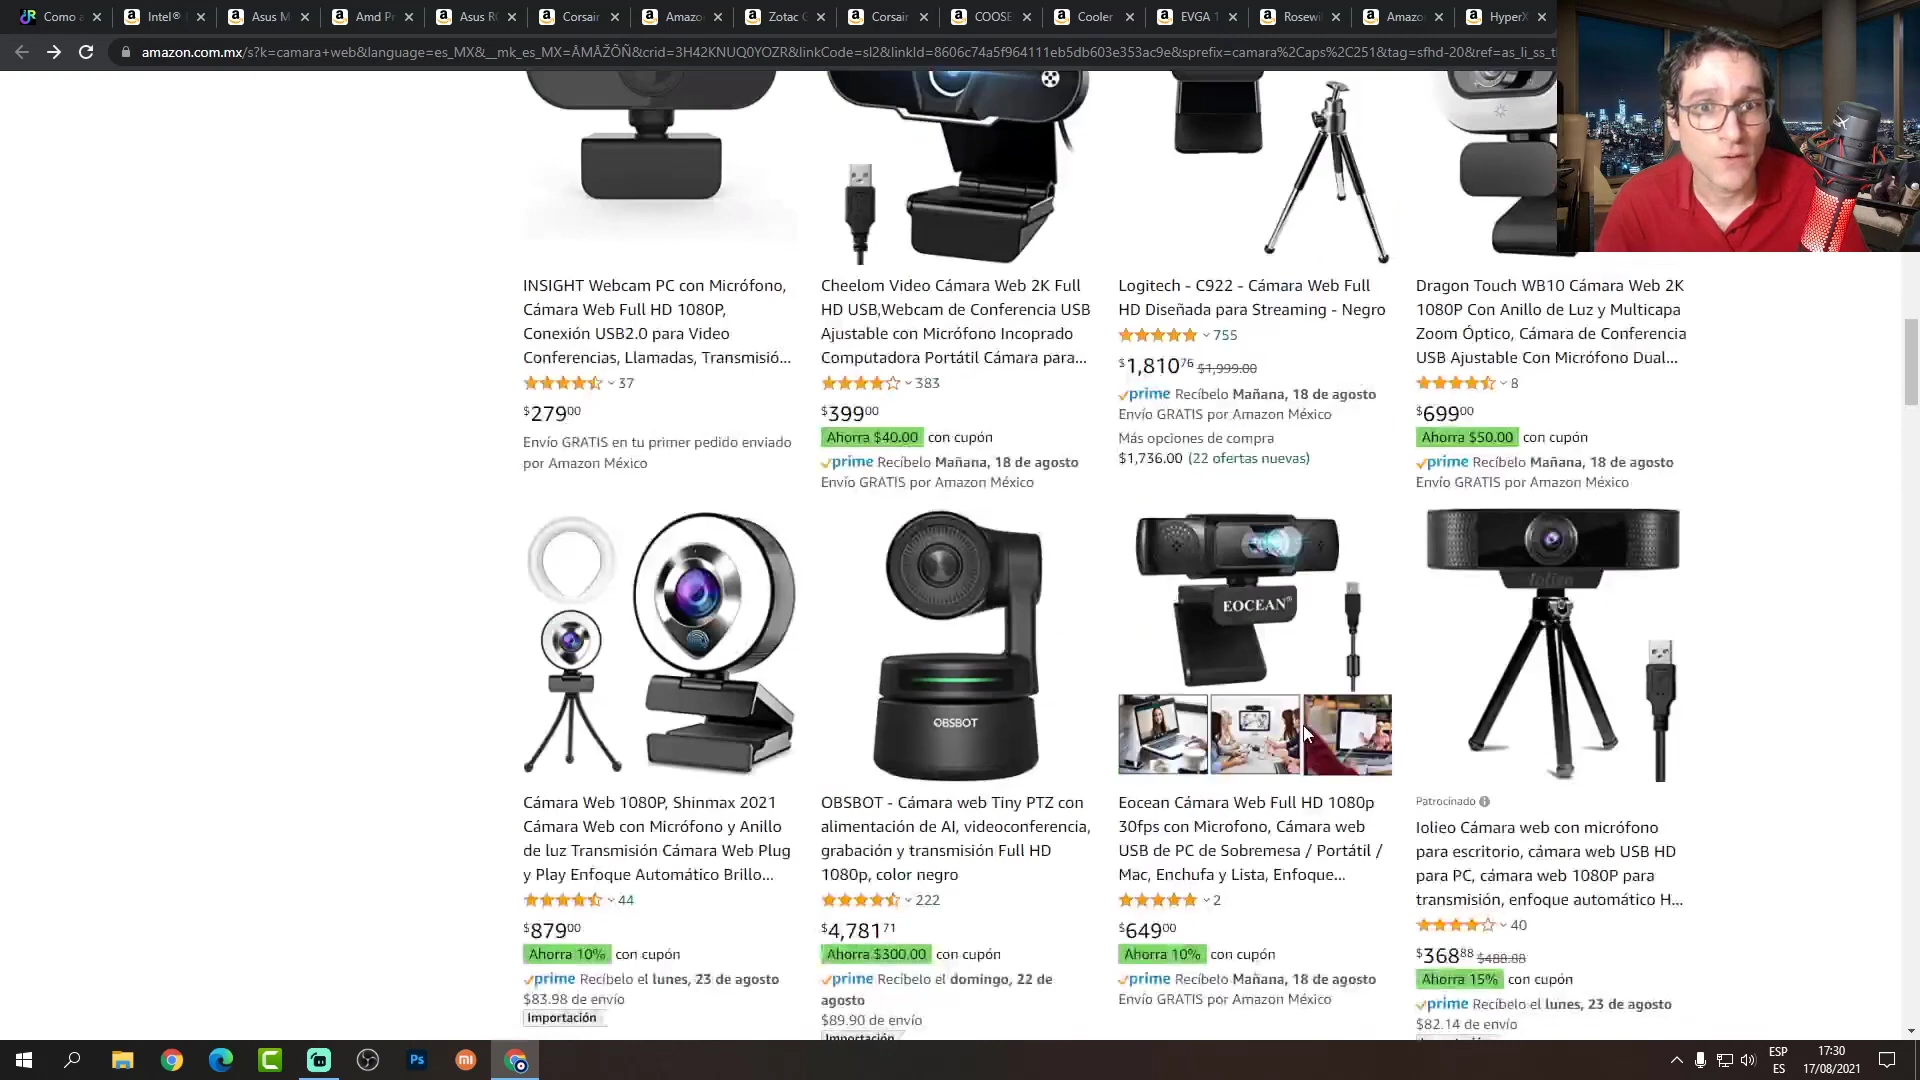 Como a
Intel®
Asus M
Amd Pr
Asus R
Corsair
Amazo
Zotac G
Corsair
COOSE
Cooler
EVGA 1
Rosewi
Amazo
HyperX
amazon.com.mx/s?k=camara+web&language=es_MX&__mk_es_MX=ÅMÅŽÕÑ&crid=3H42KNUQ0YOZR&linkCode=sl2&linkId=8606c74a5f964111eb5db603e353ac9e&sprefix=camara%2Caps%2C251&tag=sfhd-20&ref=as_li_ss_t
INSIGHT Webcam PC con Micrófono,
Cámara Web Full HD 1080P,
Conexión USB2.0 para Video
Conferencias, Llamadas, Transmisió...
37
$279.00
Envío GRATIS en tu primer pedido enviado
por Amazon México
Cheelom Video Cámara Web 2K Full
HD USB,Webcam de Conferencia USB
Ajustable con Micrófono Incoprado
Computadora Portátil Cámara para...
383
$399.00
Ahorra $40.00 con cupón
prime Recíbelo Mañana, 18 de agosto
Envío GRATIS por Amazon México
Logitech - C922 - Cámara Web Full
HD Diseñada para Streaming - Negro
755
$1,810.76 $1,999.00
prime Recíbelo Mañana, 18 de agosto
Envío GRATIS por Amazon México
Más opciones de compra
$1,736.00 (22 ofertas nuevas)
Dragon Touch WB10 Cámara Web 2K
1080P Con Anillo de Luz y Multicapa
Zoom Óptico, Cámara de Conferencia
USB Ajustable Con Micrófono Dual...
8
$699.00
Ahorra $50.00 con cupón
prime Recíbelo Mañana, 18 de agosto
Envío GRATIS por Amazon México
OBSBOT
EOCEAN™
Iolieo
Cámara Web 1080P, Shinmax 2021
Cámara Web con Micrófono y Anillo
de luz Transmisión Cámara Web Plug
y Play Enfoque Automático Brillo...
44
$879.00
Ahorra 10% con cupón
prime Recíbelo el lunes, 23 de agosto
$83.98 de envío
Importación
OBSBOT - Cámara web Tiny PTZ con
alimentación de AI, videoconferencia,
grabación y transmisión Full HD
1080p, color negro
222
$4,781.71
Ahorra $300.00 con cupón
prime Recíbelo el domingo, 22 de
agosto
$89.90 de envío
Importación
Eocean Cámara Web Full HD 1080p
30fps con Microfono, Cámara web
USB de PC de Sobremesa / Portátil /
Mac, Enchufa y Lista, Enfoque...
2
$649.00
Ahorra 10% con cupón
prime Recíbelo Mañana, 18 de agosto
Envío GRATIS por Amazon México
Patrocinado
Iolieo Cámara web con micrófono
para escritorio, cámara web USB HD
para PC, cámara web 1080P para
transmisión, enfoque automático H...
40
$368.88 $488.88
Ahorra 15% con cupón
prime Recíbelo el lunes, 23 de agosto
$82.14 de envío
Ps
mi
ESP
ES
17:30
17/08/2021